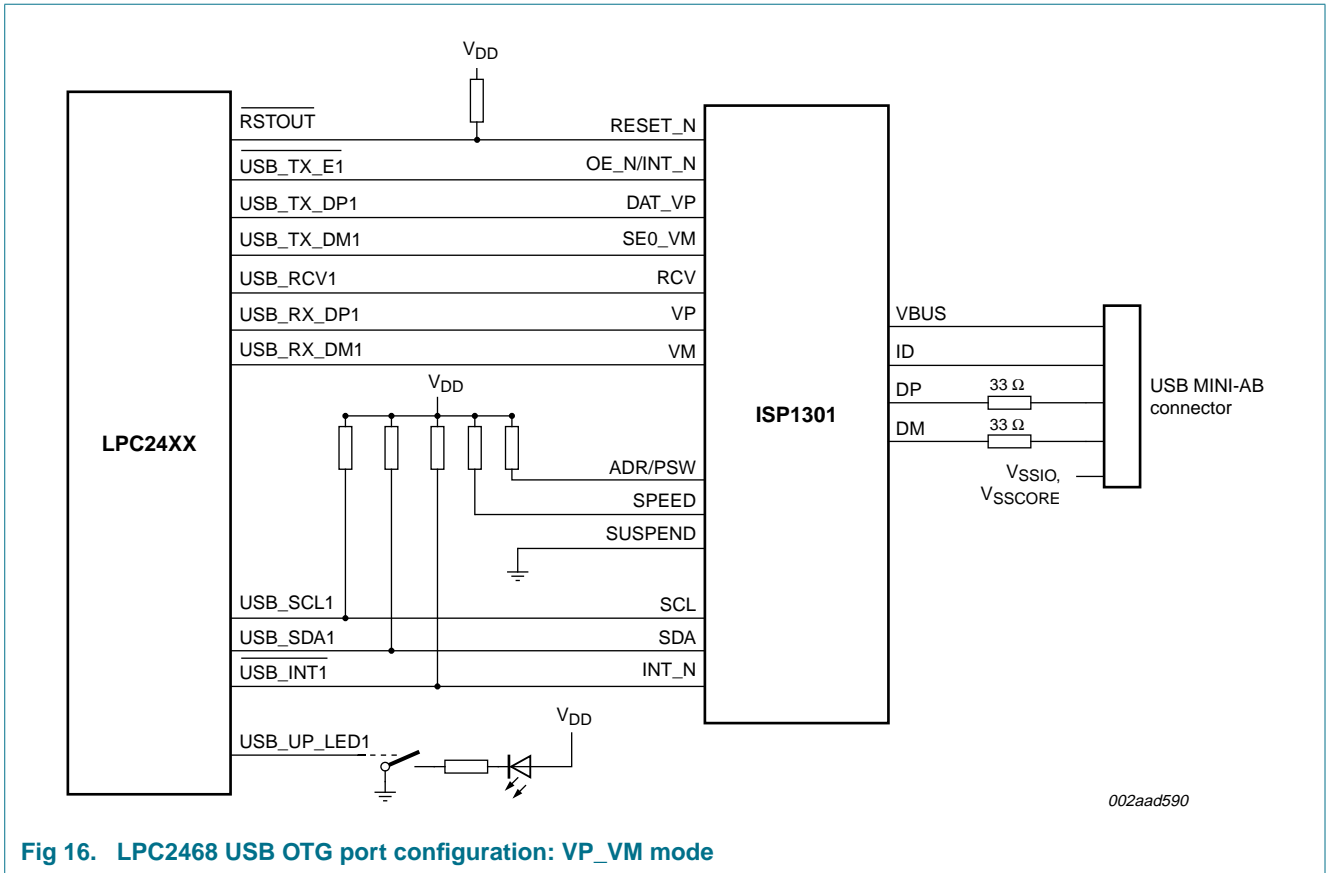 VDD
RSTOUT
RESET_N
USB_TX_E1
OE_N/INT_N
USB_TX_DP1
DAT_VP
USB_TX_DM1
SE0_VM
USB_RCV1
RCV
USB_RX_DP1
VP
USB_RX_DM1
VM
VBUS
ID
DP
33 Ω
DM
33 Ω
USB MINI-AB
connector
VSSIO,
VSSCORE
LPC24XX
ISP1301
VDD
ADR/PSW
SPEED
SUSPEND
USB_SCL1
SCL
USB_SDA1
SDA
USB_INT1
INT_N
VDD
USB_UP_LED1
002aad590
Fig 16. LPC2468 USB OTG port configuration: VP_VM mode